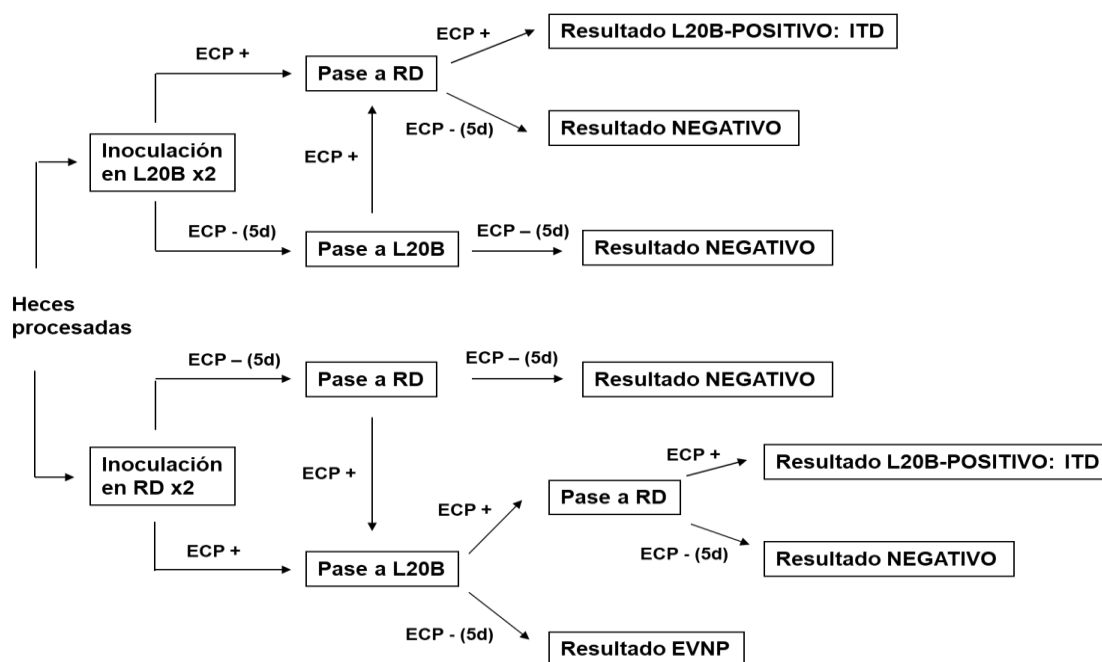 ECP +
Resultado L20B-POSITIVO: ITD
ECP +
Pase a RD
ECP - (5d)
Resultado NEGATIVO
Inoculación
en L20B x2
ECP +
ECP - (5d)
Pase a L20B
ECP – (5d)
Resultado NEGATIVO
Heces
procesadas
ECP – (5d)
Pase a RD
ECP – (5d)
Resultado NEGATIVO
Inoculación
en RD x2
ECP +
ECP +
Resultado L20B-POSITIVO: ITD
ECP +
Pase a RD
ECP - (5d)
Resultado NEGATIVO
ECP +
Pase a L20B
ECP - (5d)
Resultado EVNP